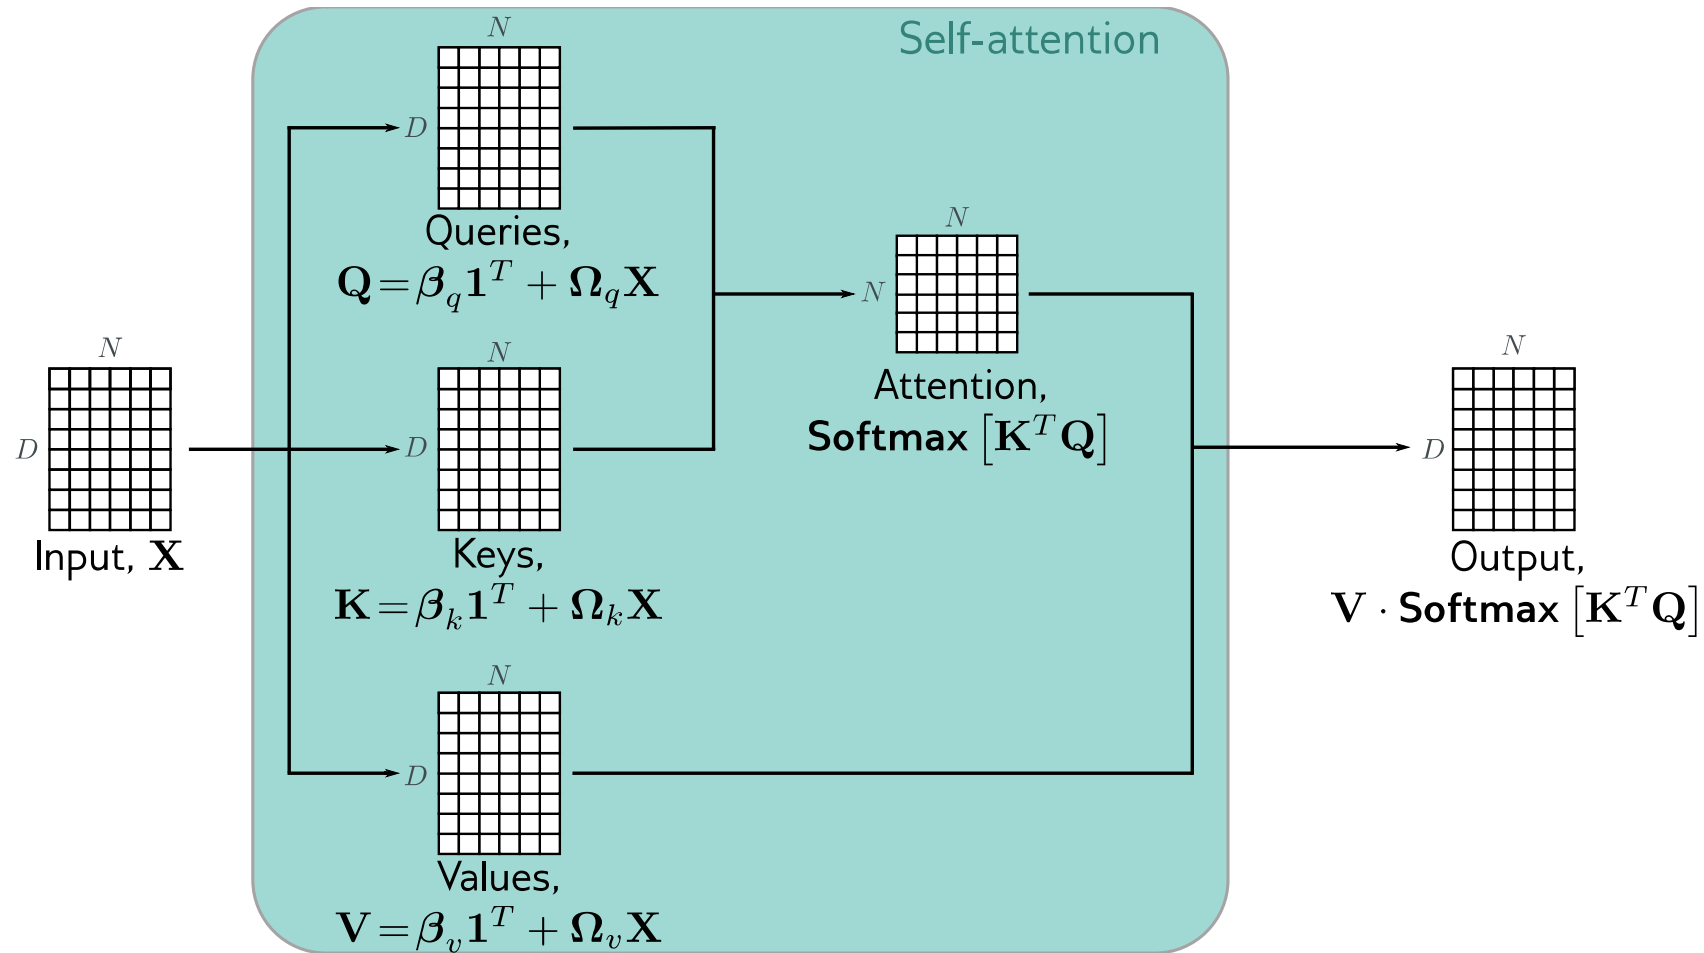 Self-attention
N
D
Queries,
Q = β_q 1^T + Ω_q X
N
D
Input, X
N
D
Keys,
K = β_k 1^T + Ω_k X
N
D
Values,
V = β_v 1^T + Ω_v X
N
N
Attention,
Softmax [K^T Q]
N
D
Output,
V · Softmax [K^T Q]